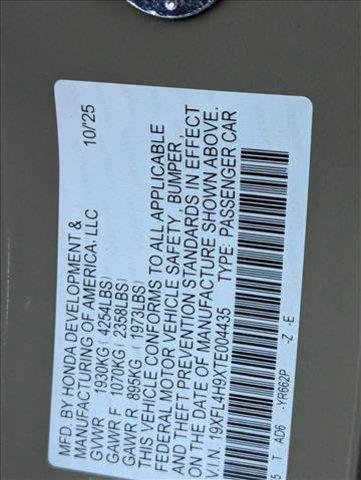 MFD. BY HONDA DEVELOPMENT &
MANUFACTURING OF AMERICA, LLC 10/'25
GVWR 1930KG ( 4254LBS)
GAWR F 1070KG ( 2358LBS)
GAWR R 895KG ( 1973LBS)
THIS VEHICLE CONFORMS TO ALL APPLICABLE
FEDERAL MOTOR VEHICLE SAFETY, BUMPER,
AND THEFT PREVENTION STANDARDS IN EFFECT
ON THE DATE OF MANUFACTURE SHOWN ABOVE.
V.I.N. 19XFL4H9XTE004435 TYPE: PASSENGER CAR
5 T AD6 -YR662P -Z -E